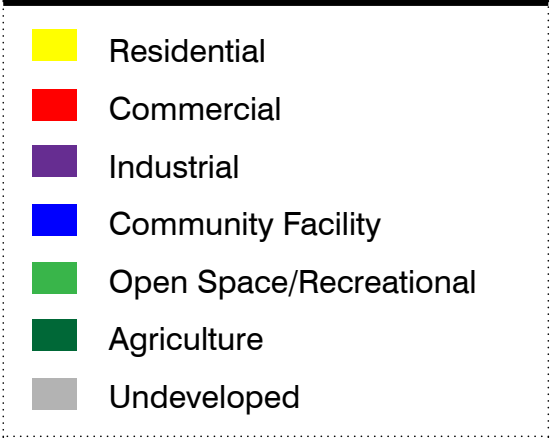 Residential
Commercial
Industrial
Community Facility
Open Space/Recreational
Agriculture
Undeveloped